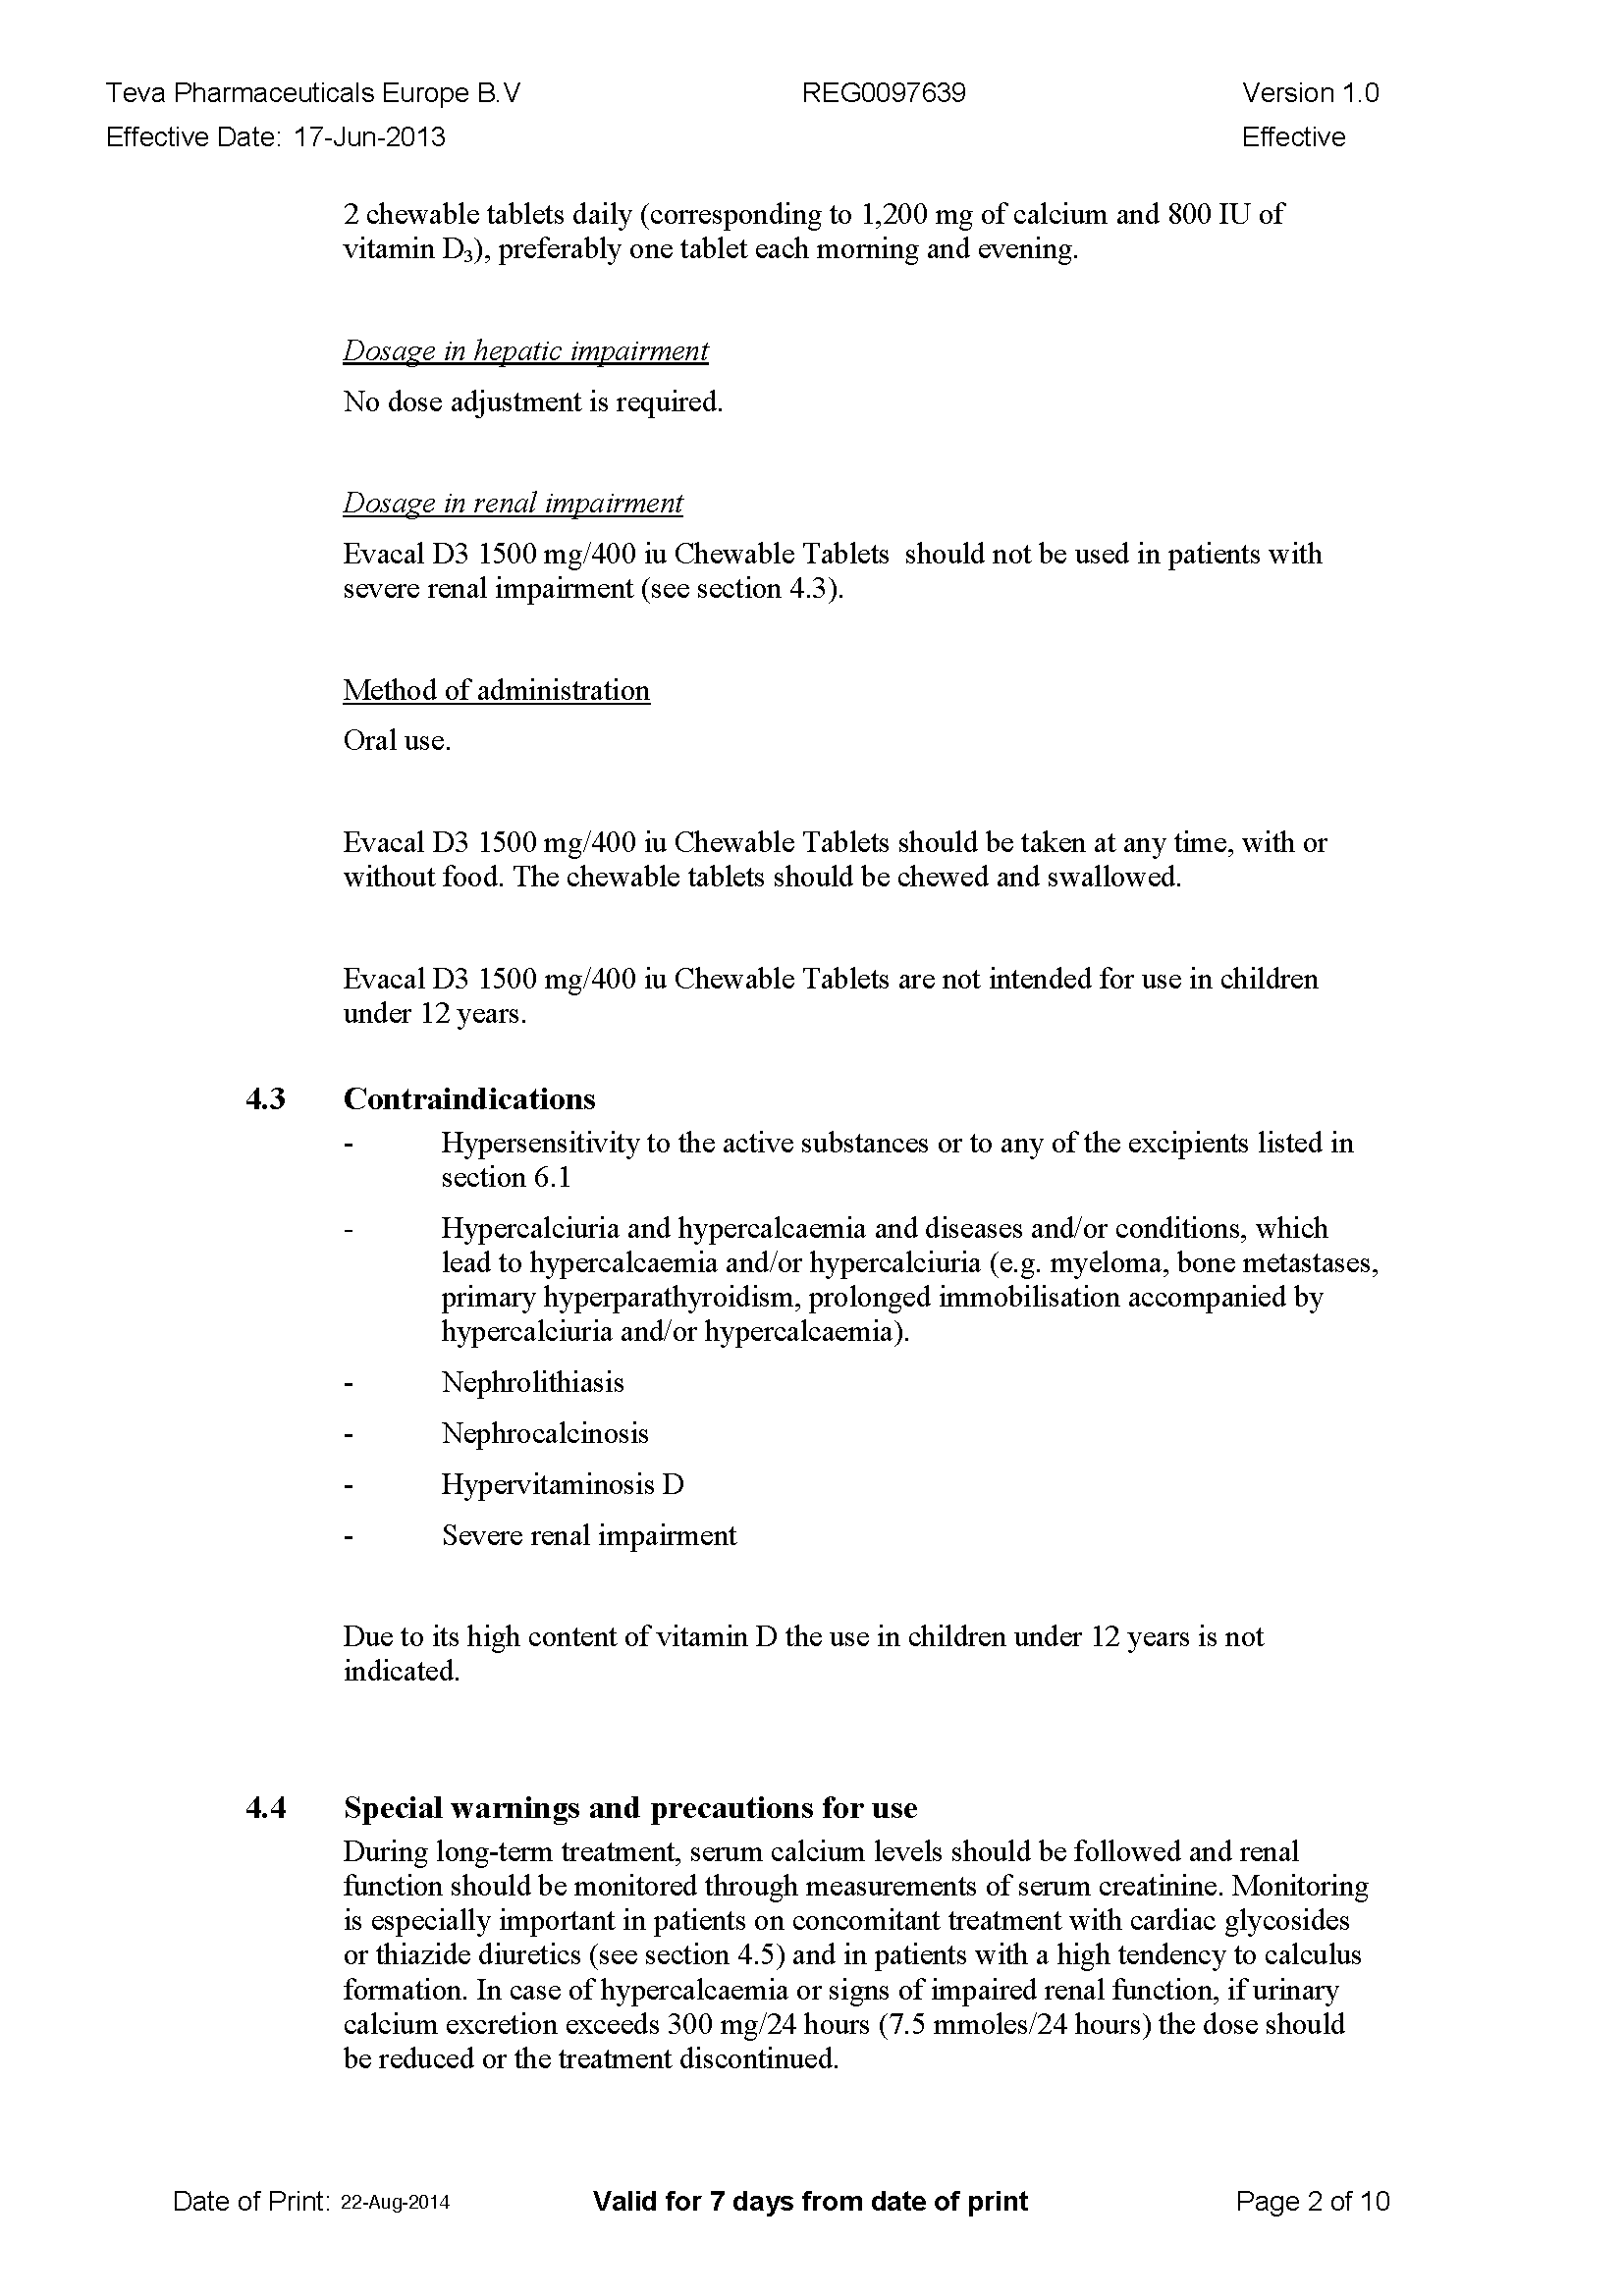 Teva Pharmaceuticals Europe B.V REG0097639 Version 1.0
Effective Date: 17-Jun-2013 Effective
2 chewable tablets daily (corresponding to 1,200 mg of calcium and 800 IU of
vitamin D₃), preferably one tablet each morning and evening.
Dosage in hepatic impairment
No dose adjustment is required.
Dosage in renal impairment
Evacal D3 1500 mg/400 iu Chewable Tablets should not be used in patients with
severe renal impairment (see section 4.3).
Method of administration
Oral use.
Evacal D3 1500 mg/400 iu Chewable Tablets should be taken at any time, with or
without food. The chewable tablets should be chewed and swallowed.
Evacal D3 1500 mg/400 iu Chewable Tablets are not intended for use in children
under 12 years.
4.3 Contraindications
- Hypersensitivity to the active substances or to any of the excipients listed in
section 6.1
- Hypercalciuria and hypercalcaemia and diseases and/or conditions, which
lead to hypercalcaemia and/or hypercalciuria (e.g. myeloma, bone metastases,
primary hyperparathyroidism, prolonged immobilisation accompanied by
hypercalciuria and/or hypercalcaemia).
- Nephrolithiasis
- Nephrocalcinosis
- Hypervitaminosis D
- Severe renal impairment
Due to its high content of vitamin D the use in children under 12 years is not
indicated.
4.4 Special warnings and precautions for use
During long-term treatment, serum calcium levels should be followed and renal
function should be monitored through measurements of serum creatinine. Monitoring
is especially important in patients on concomitant treatment with cardiac glycosides
or thiazide diuretics (see section 4.5) and in patients with a high tendency to calculus
formation. In case of hypercalcaemia or signs of impaired renal function, if urinary
calcium excretion exceeds 300 mg/24 hours (7.5 mmoles/24 hours) the dose should
be reduced or the treatment discontinued.
Date of Print: 22-Aug-2014 Valid for 7 days from date of print Page 2 of 10